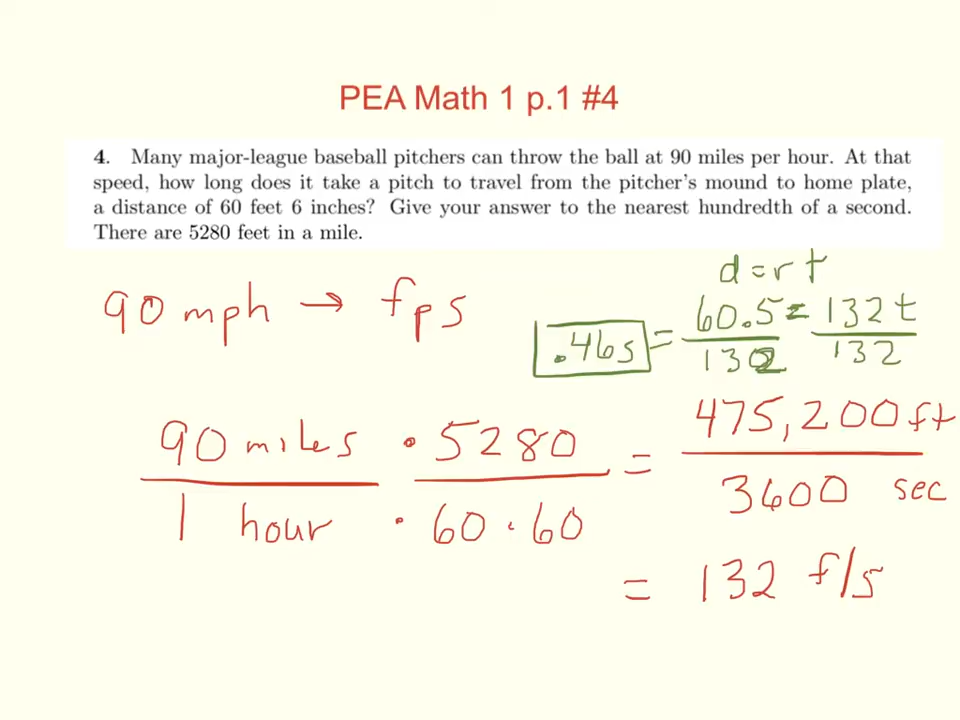 PEA Math 1 p.1 #4
4. Many major-league baseball pitchers can throw the ball at 90 miles per hour. At that
speed, how long does it take a pitch to travel from the pitcher's mound to home plate,
a distance of 60 feet 6 inches? Give your answer to the nearest hundredth of a second.
There are 5280 feet in a mile.
d=rt
90 mph → fps
.46s = 60.5/132 = 132t/132
90 miles · 5280 = 475,200 ft
1 hour · 60 · 60 3600 sec
= 132 f/s